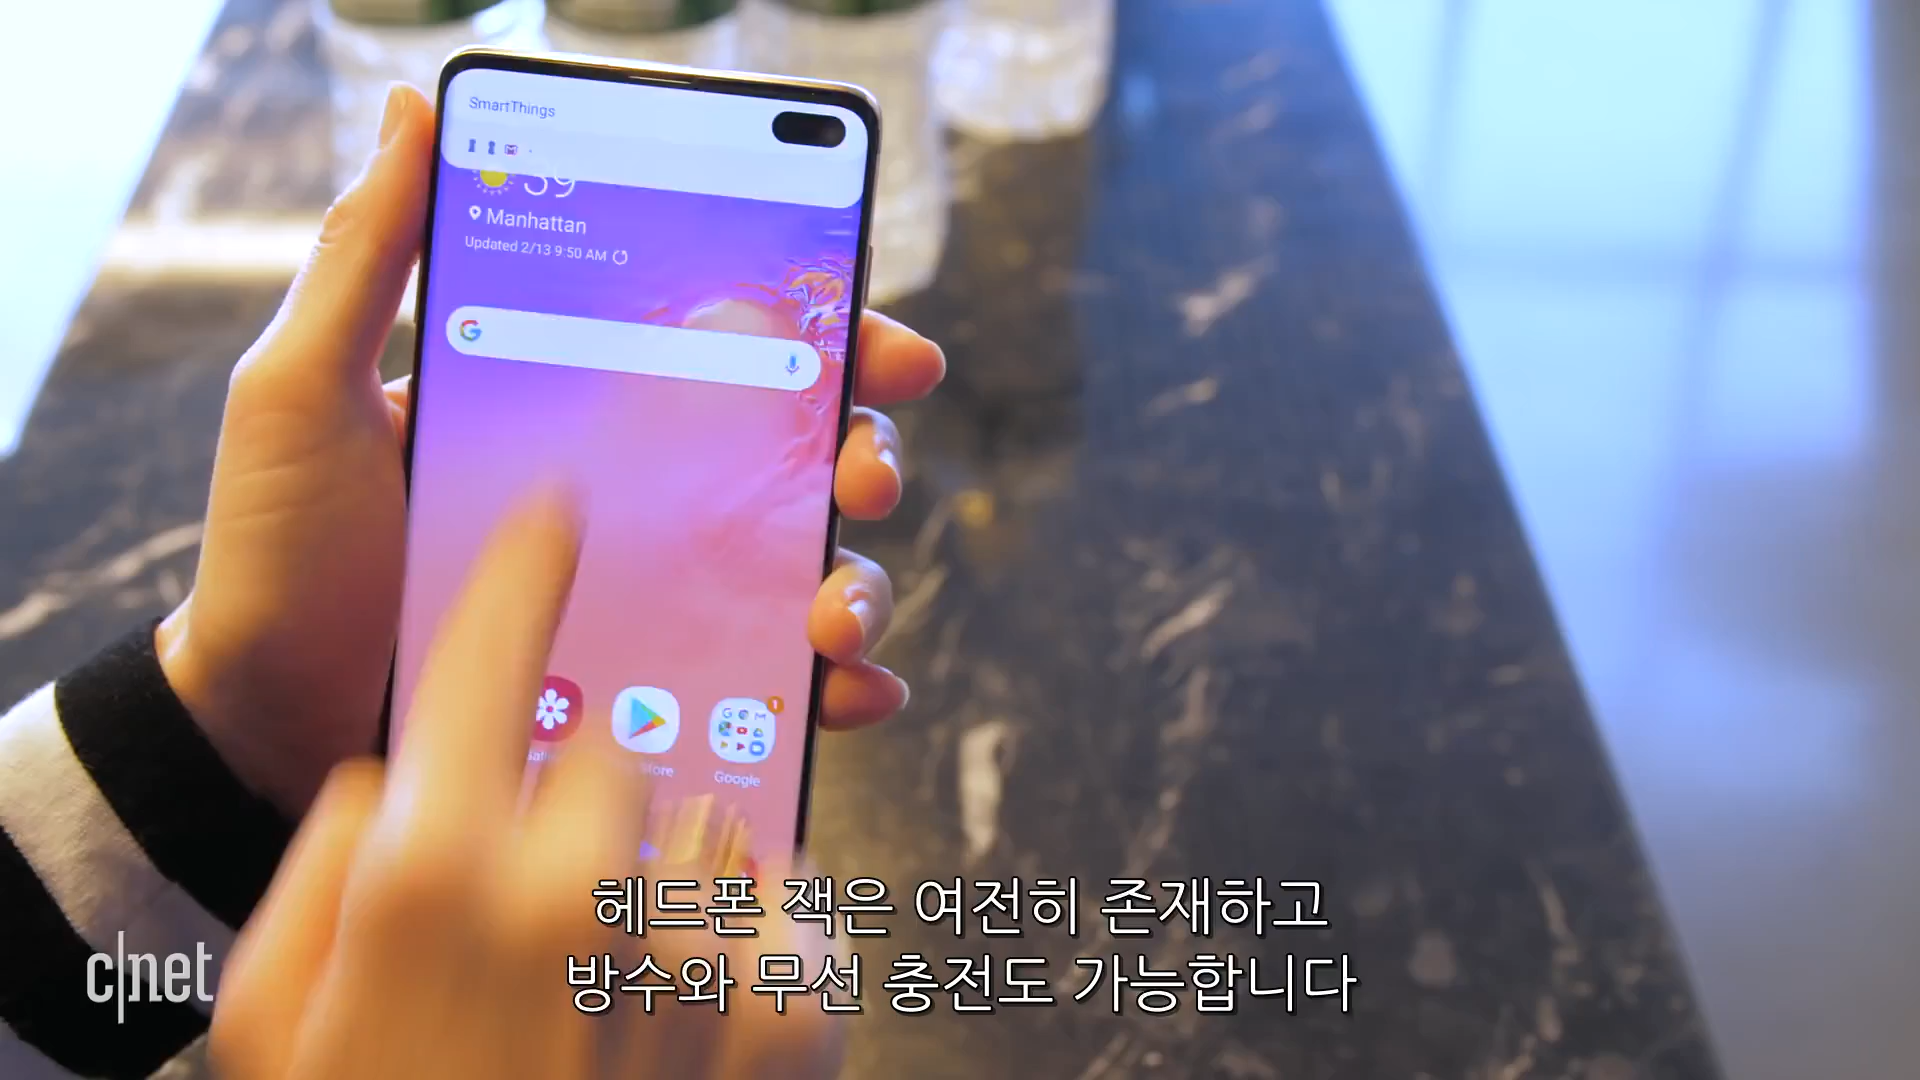 SmartThings
Manhattan
Updated 2/13 9:50 AM
Google
헤드폰 잭은 여전히 존재하고
방수와 무선 충전도 가능합니다
c|net